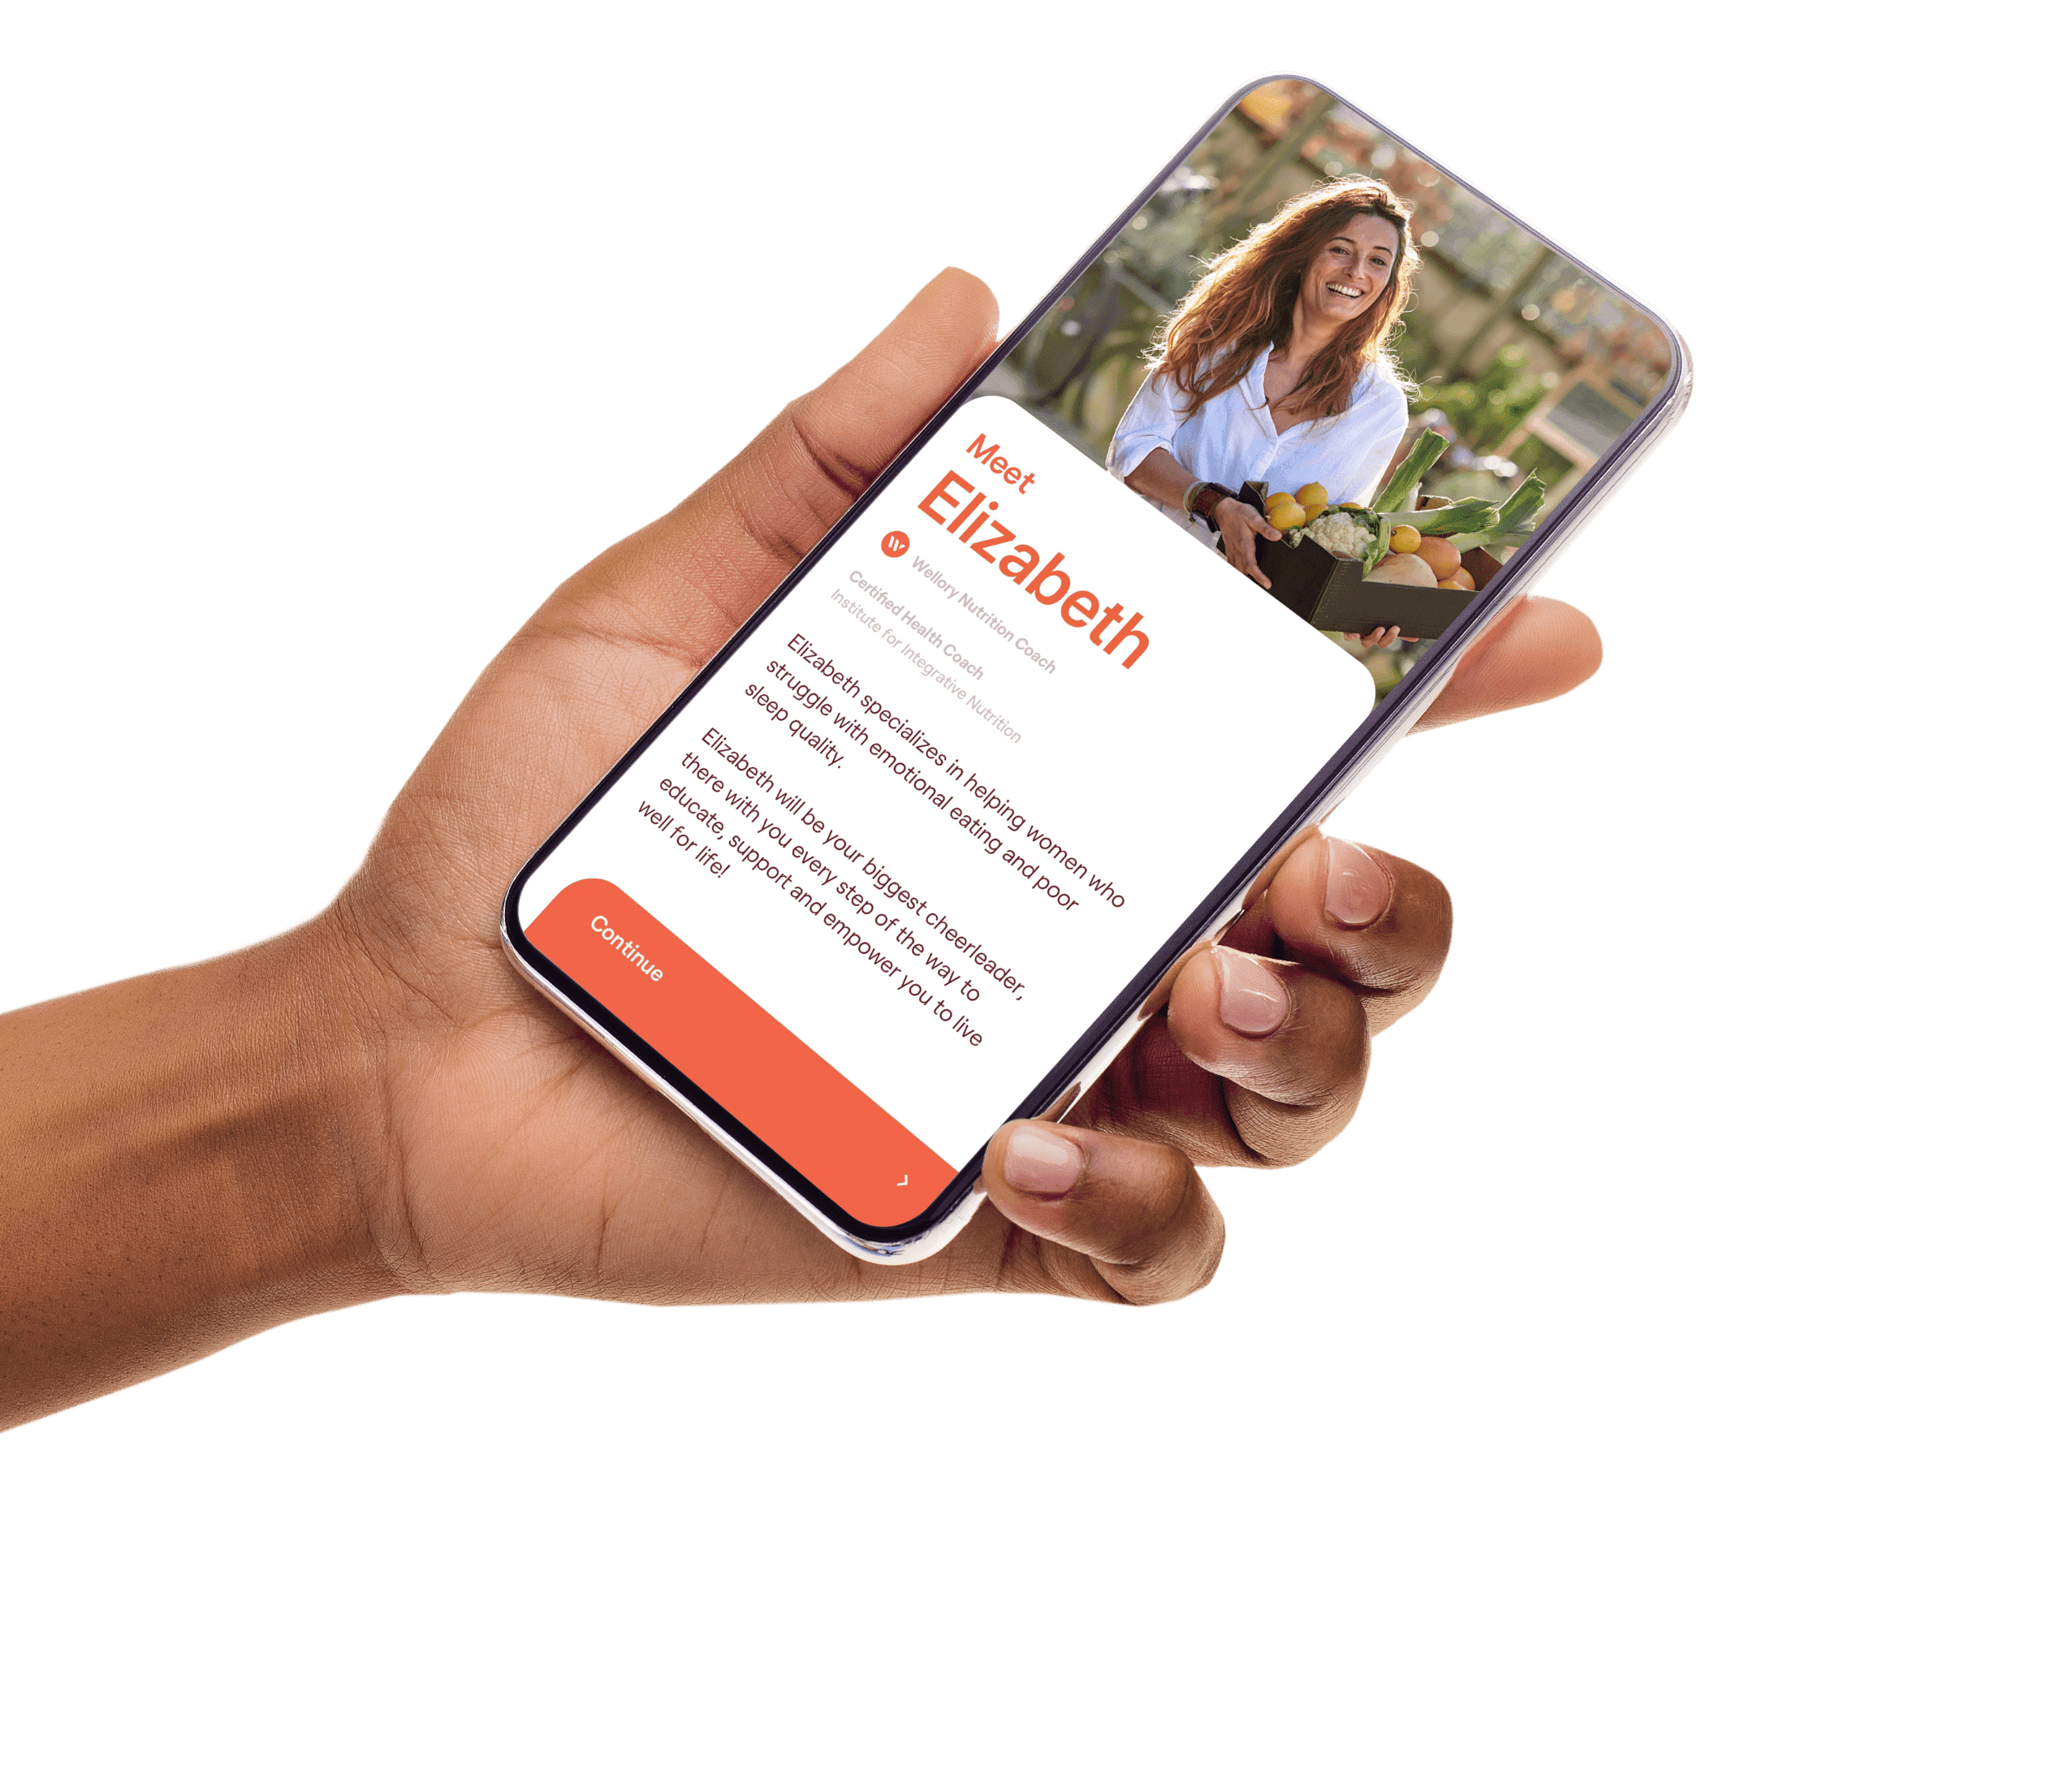 Meet
Elizabeth
W Wellory Nutrition Coach
Certified Health Coach
Institute for Integrative Nutrition
Elizabeth specializes in helping women who
struggle with emotional eating and poor
sleep quality.
Elizabeth will be your biggest cheerleader,
there with you every step of the way to
educate, support and empower you to live
well for life!
Continue